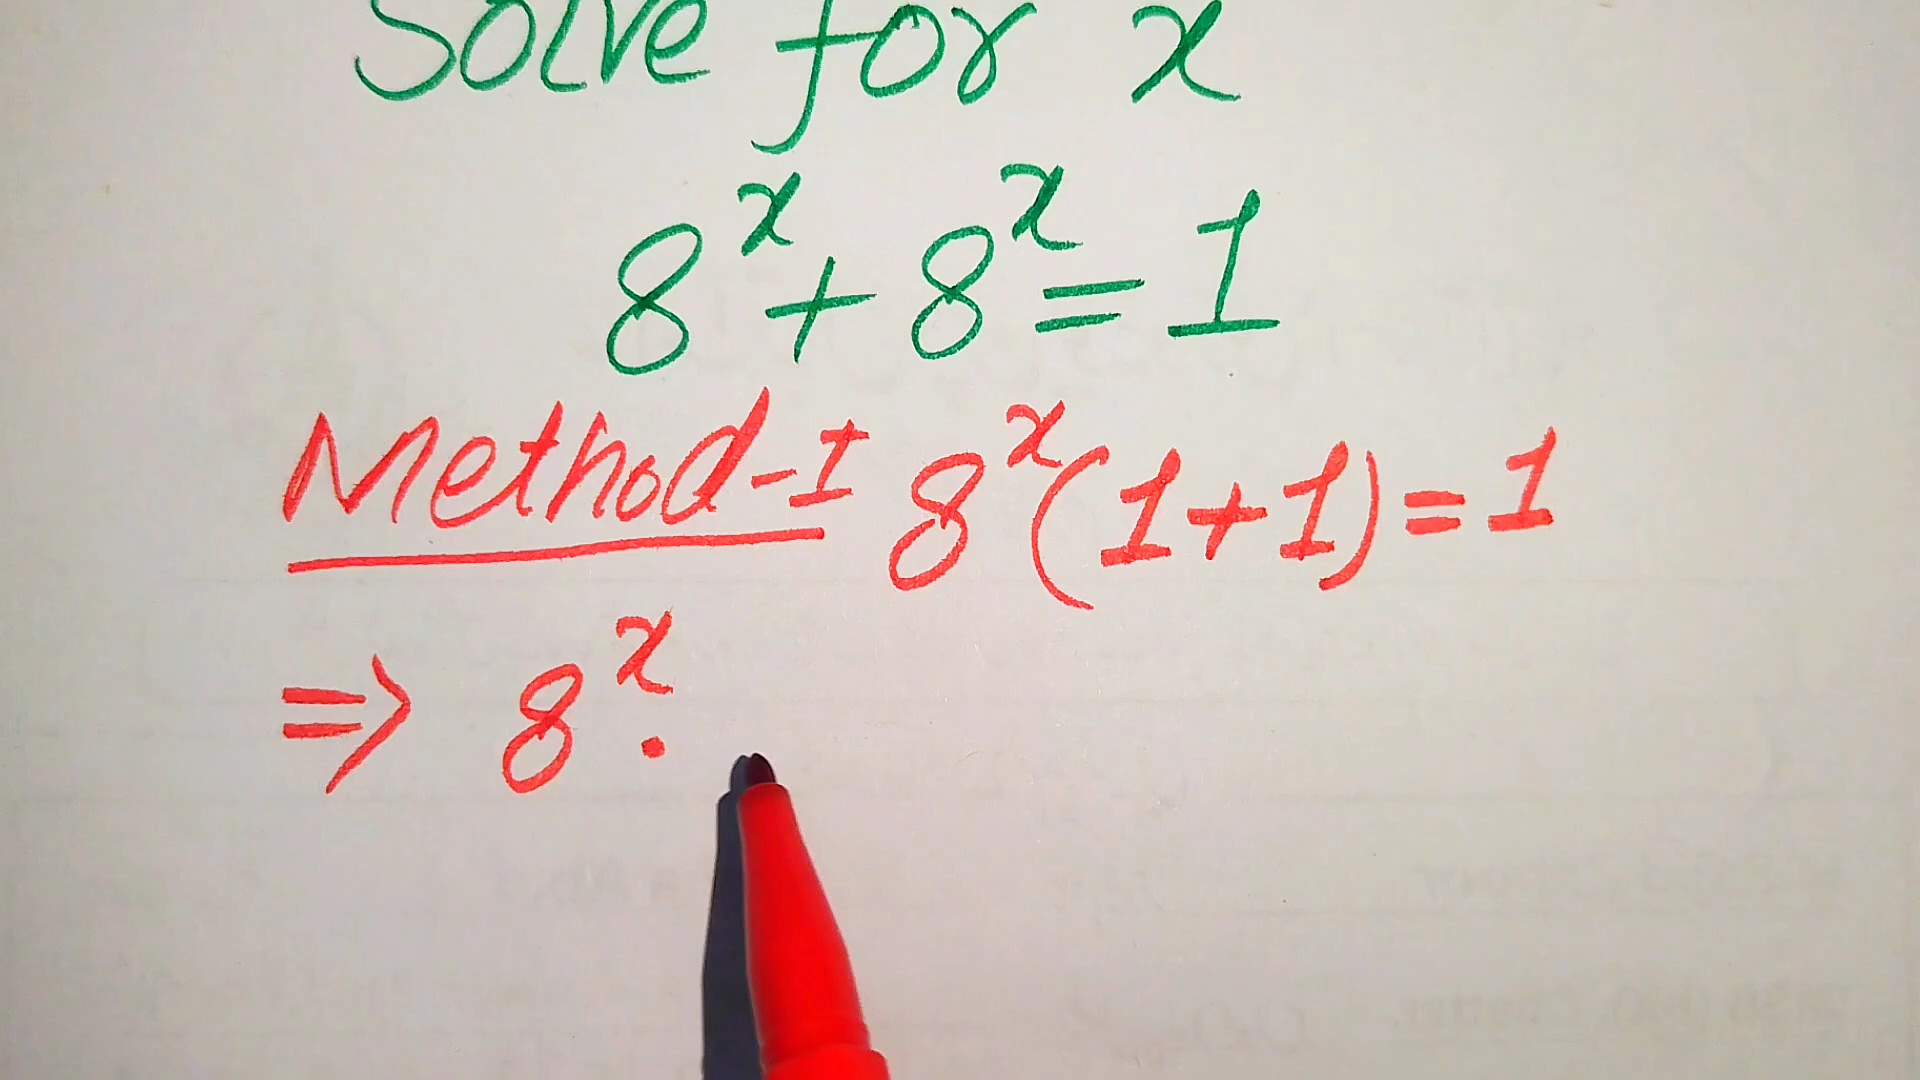 Solve for x
8^x + 8^x = 1
Method-I 8^x(1+1)=1
⇒ 8^x .